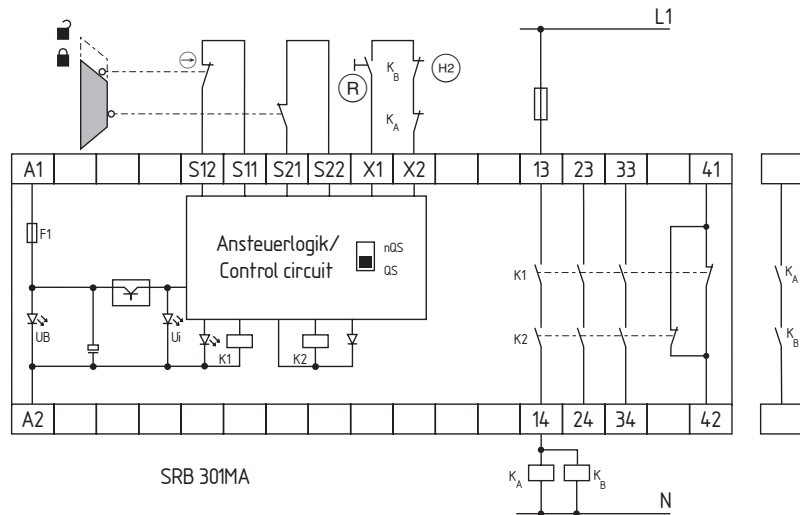 L1
R
K B
H2
K A
A1 S12 S11 S21 S22 X1 X2 13 23 33 41
F1
Ansteuerlogik/
Control circuit
nQS
QS
UB
Ui
K1
K2
K1
K2
K A
K B
A2 14 24 34 42
SRB 301MA
K A
K B
N